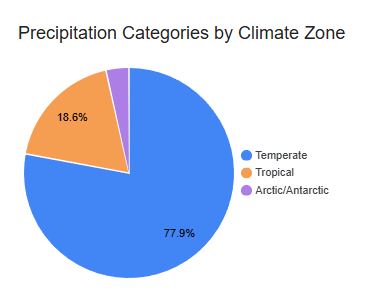 Precipitation Categories by Climate Zone
18.6%
Temperate
Tropical
Arctic/Antarctic
77.9%